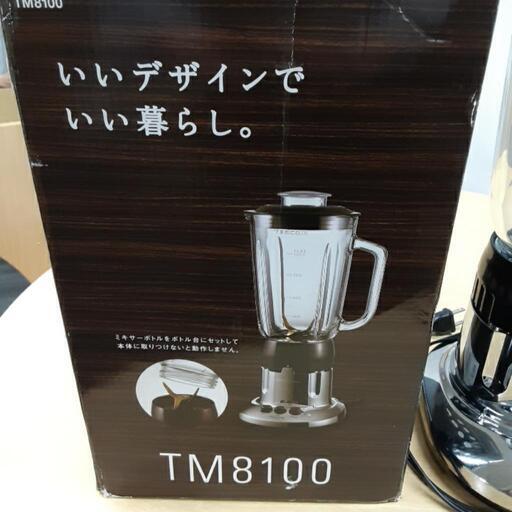 TM8100
いいデザインで
いい暮らし。
TESCOM
ミキサーボトルをボトル台にセットして
本体に取りつけないと動作しません。
TM8100